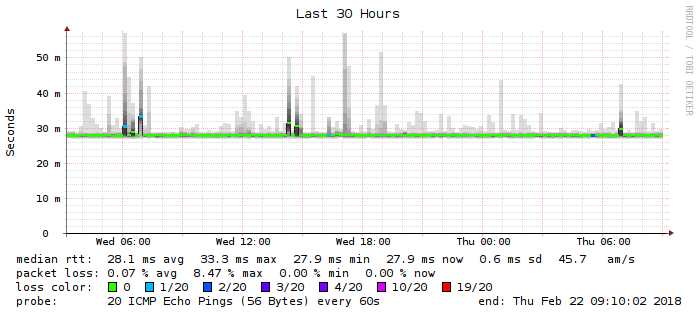 Last 30 Hours
RRDTOOL / TOBI OETIKER
Seconds
50 m
40 m
30 m
20 m
10 m
0
Wed 06:00 Wed 12:00 Wed 18:00 Thu 00:00 Thu 06:00
median rtt: 28.1 ms avg 33.3 ms max 27.9 ms min 27.9 ms now 0.6 ms sd 45.7 am/s
packet loss: 0.07 % avg 8.47 % max 0.00 % min 0.00 % now
loss color: 0 1/20 2/20 3/20 4/20 10/20 19/20
probe: 20 ICMP Echo Pings (56 Bytes) every 60s end: Thu Feb 22 09:10:02 2018